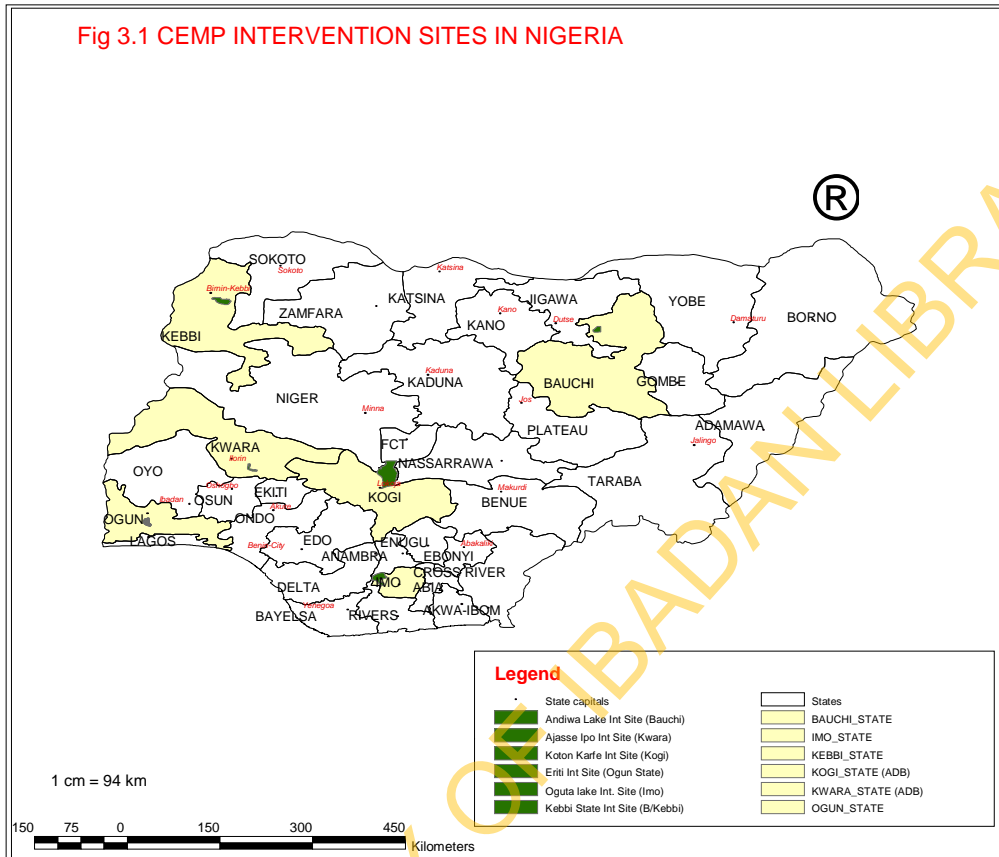 Fig 3.1 CEMP INTERVENTION SITES IN NIGERIA
®
SOKOTO
Sokoto
Katsina
Birnin-Kebbi
KATSINA
JIGAWA
YOBE
ZAMFARA
Kano
KANO
Dutse
Damaturu
BORNO
KEBBI
Kaduna
KADUNA
BAUCHI
GOMBE
NIGER
Jos
Minna
PLATEAU
ADAMAWA
Jalingo
FCT
KWARA
Ilorin
NASSARRAWA
OYO
TARABA
Oshogbo
EKITI
KOGI
Makurdi
BENUE
Ibadan
OSUN
Akure
OGUN
ONDO
LAGOS
Benin-City
EDO
ENUGU
Abakaliki
ANAMBRA
EBONYI
CROSS RIVER
DELTA
IMO
ABIA
Yenegoa
BAYELSA
RIVERS
AKWA-IBOM
Legend
State capitals
Andiwa Lake Int Site (Bauchi)
Ajasse Ipo Int Site (Kwara)
Koton Karfe Int Site (Kogi)
Eriti Int Site (Ogun State)
Oguta lake Int. Site (Imo)
Kebbi State Int Site (B/Kebbi)
States
BAUCHI_STATE
IMO_STATE
KEBBI_STATE
KOGI_STATE (ADB)
KWARA_STATE (ADB)
OGUN_STATE
1 cm = 94 km
150 75 0 150 300 450
Kilometers
OF IBADAN LIBRA